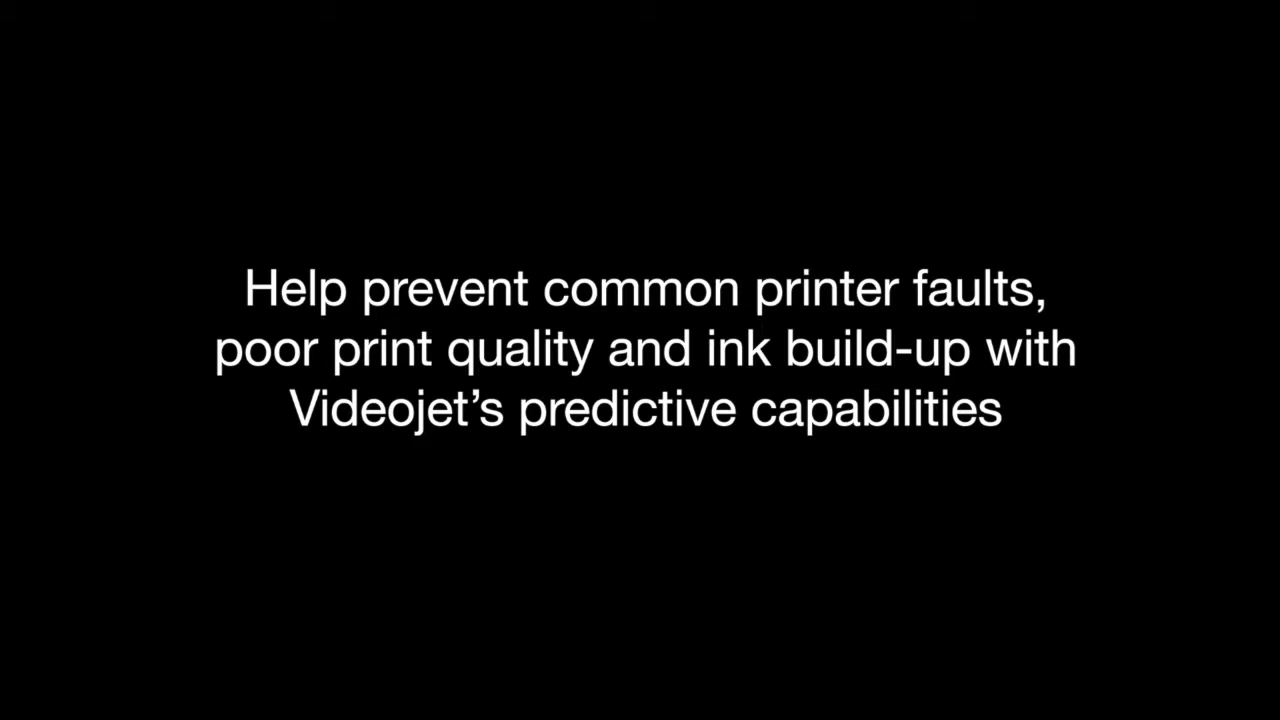 Help prevent common printer faults,
poor print quality and ink build-up with
Videojet’s predictive capabilities